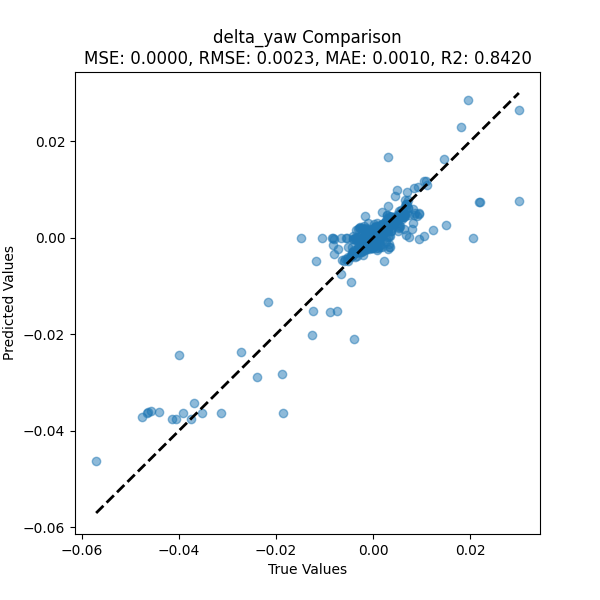 delta_yaw Comparison
MSE: 0.0000, RMSE: 0.0023, MAE: 0.0010, R2: 0.8420
Predicted Values
0.02
0.00
−0.02
−0.04
−0.06
−0.06
−0.04
−0.02
0.00
0.02
True Values